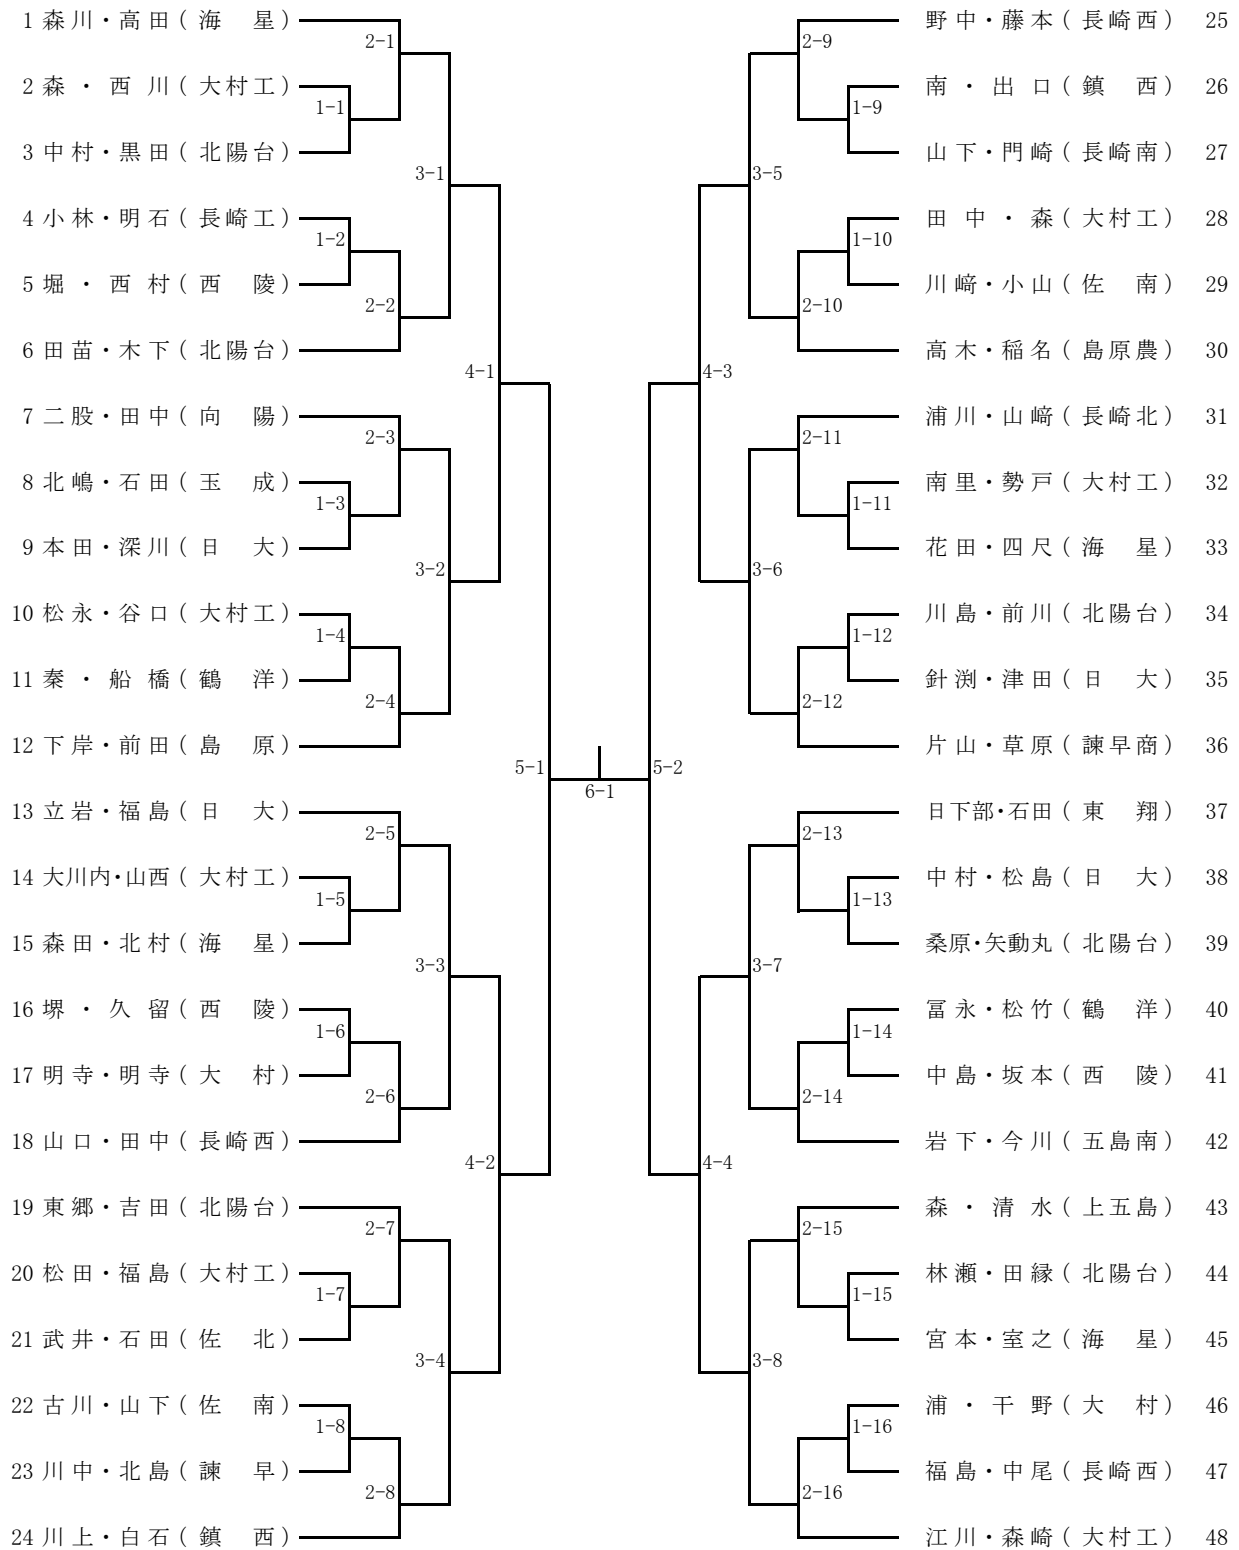 1 森川・高田 ( 海　星 )
2-1
2 森・西川 ( 大村工 )
1-1
3 中村・黒田 ( 北陽台 )
3-1
4 小林・明石 ( 長崎工 )
1-2
5 堀・西村 ( 西　陵 )
2-2
6 田苗・木下 ( 北陽台 )
4-1
7 二股・田中 ( 向　陽 )
2-3
8 北嶋・石田 ( 玉　成 )
1-3
9 本田・深川 ( 日　大 )
3-2
10 松永・谷口 ( 大村工 )
1-4
11 秦・船橋 ( 鶴　洋 )
2-4
12 下岸・前田 ( 島　原 )
5-1
13 立岩・福島 ( 日　大 )
2-5
14 大川内・山西 ( 大村工 )
1-5
15 森田・北村 ( 海　星 )
3-3
16 堺・久留 ( 西　陵 )
1-6
17 明寺・明寺 ( 大　村 )
2-6
18 山口・田中 ( 長崎西 )
4-2
19 東郷・吉田 ( 北陽台 )
2-7
20 松田・福島 ( 大村工 )
1-7
21 武井・石田 ( 佐　北 )
3-4
22 古川・山下 ( 佐　南 )
1-8
23 川中・北島 ( 諫　早 )
2-8
24 川上・白石 ( 鎮　西 )
6-1
野中・藤本 ( 長崎西 ) 25
2-9
南・出口 ( 鎮　西 ) 26
1-9
山下・門崎 ( 長崎南 ) 27
3-5
田中・森 ( 大村工 ) 28
1-10
川﨑・小山 ( 佐　南 ) 29
2-10
高木・稲名 ( 島原農 ) 30
4-3
浦川・山﨑 ( 長崎北 ) 31
2-11
南里・勢戸 ( 大村工 ) 32
1-11
花田・四尺 ( 海　星 ) 33
3-6
川島・前川 ( 北陽台 ) 34
1-12
針渕・津田 ( 日　大 ) 35
2-12
片山・草原 ( 諫早商 ) 36
5-2
日下部・石田 ( 東　翔 ) 37
2-13
中村・松島 ( 日　大 ) 38
1-13
桑原・矢動丸 ( 北陽台 ) 39
3-7
冨永・松竹 ( 鶴　洋 ) 40
1-14
中島・坂本 ( 西　陵 ) 41
2-14
岩下・今川 ( 五島南 ) 42
4-4
森・清水 ( 上五島 ) 43
2-15
林瀬・田縁 ( 北陽台 ) 44
1-15
宮本・室之 ( 海　星 ) 45
3-8
浦・干野 ( 大　村 ) 46
1-16
福島・中尾 ( 長崎西 ) 47
2-16
江川・森崎 ( 大村工 ) 48